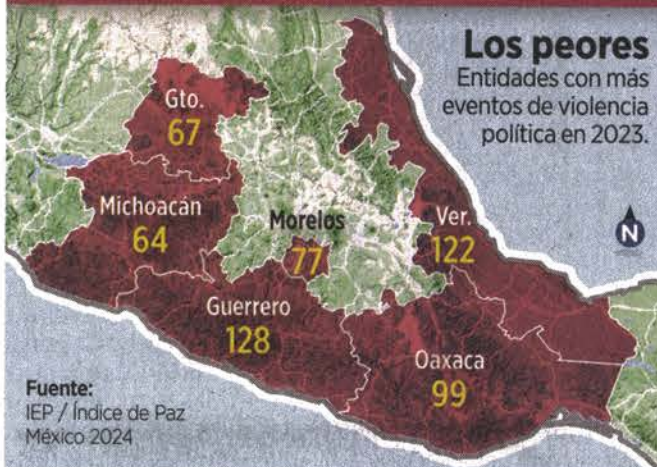 Los peores
Entidades con más
eventos de violencia
política en 2023.
Gto.
67
Michoacán
64
Morelos
77
Ver.
122
N
Guerrero
128
Oaxaca
99
Fuente:
IEP / Índice de Paz
México 2024